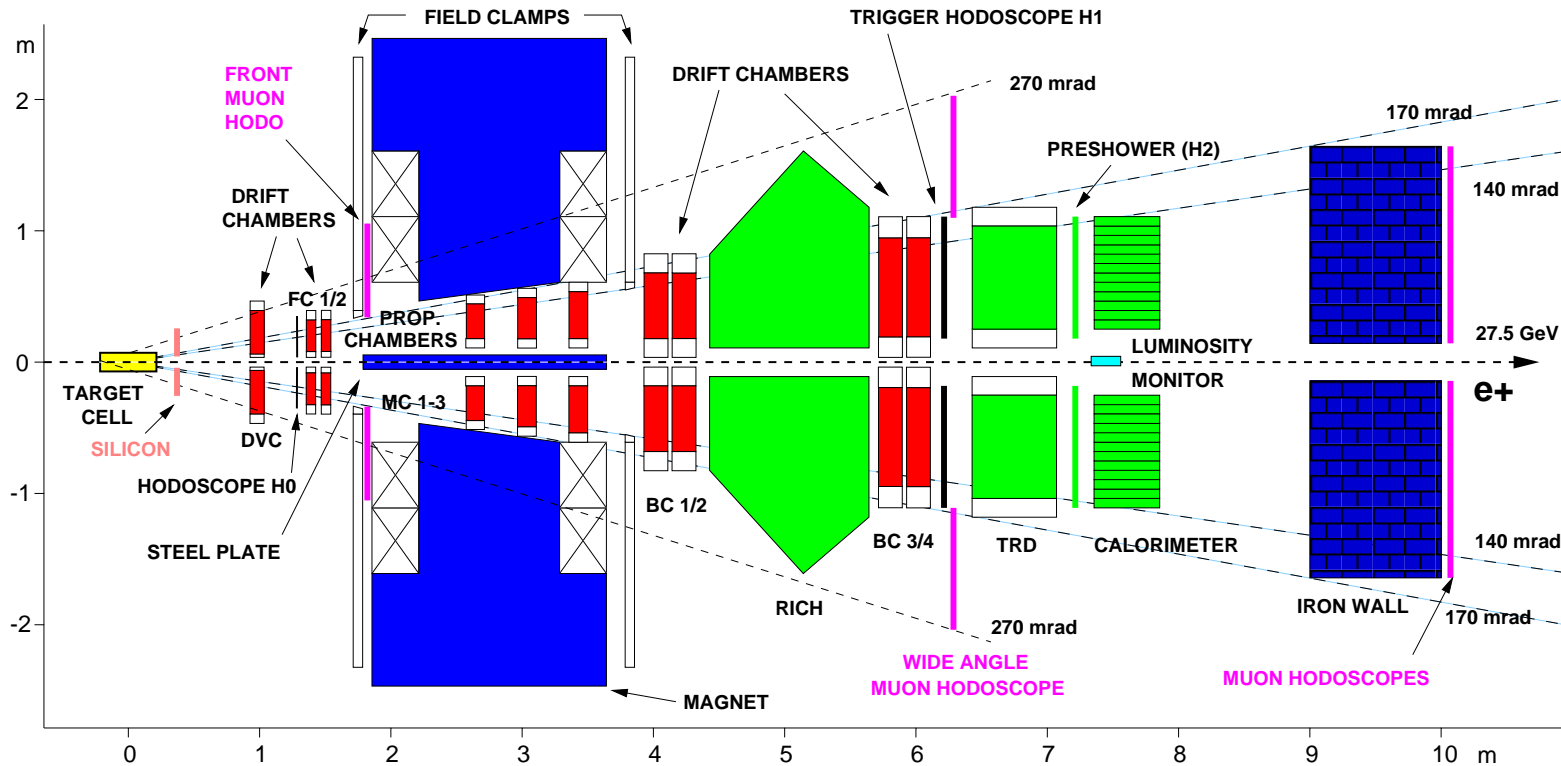 FIELD CLAMPS
TRIGGER HODOSCOPE H1
m
FRONT
MUON
HODO
DRIFT CHAMBERS
270 mrad
2
170 mrad
PRESHOWER (H2)
DRIFT
CHAMBERS
140 mrad
1
FC 1/2
PROP.
CHAMBERS
27.5 GeV
0
LUMINOSITY
MONITOR
e+
TARGET
CELL
MC 1-3
SILICON
DVC
HODOSCOPE H0
-1
BC 1/2
BC 3/4
TRD
CALORIMETER
140 mrad
STEEL PLATE
RICH
IRON WALL
170 mrad
-2
270 mrad
WIDE ANGLE
MUON HODOSCOPE
MUON HODOSCOPES
MAGNET
0 1 2 3 4 5 6 7 8 9 10 m